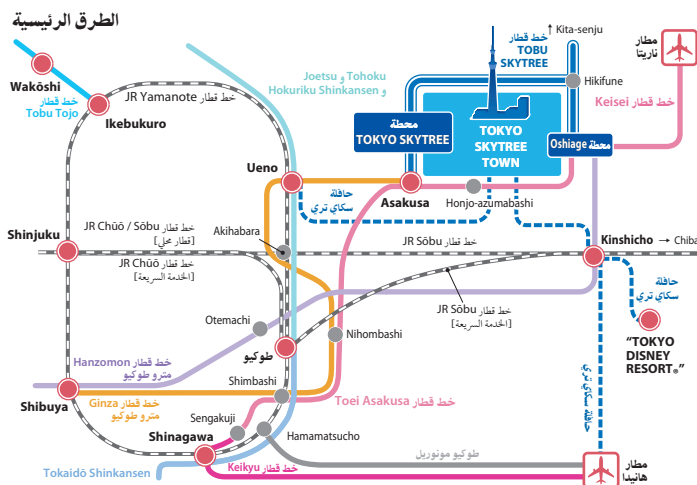 الطرق الرئيسية
Wakōshi
خط قطار
Tobu Tojo
Ikebukuro
خط قطار JR Yamanote
Joetsu و Tohoku
و Hokuriku Shinkansen
↑ Kita-senju
خط قطار
TOBU
SKYTREE
Hikifune
مطار
ناريتا
خط قطار Keisei
محطة
TOKYO SKYTREE
TOKYO
SKYTREE
TOWN
محطة Oshiage
Ueno
حافلة
سكاي تري
Asakusa
Honjo-azumabashi
Shinjuku
خط قطار JR Chūō / Sōbu
[قطار محلي]
خط قطار JR Chūō
[الخدمة السريعة]
Akihabara
خط قطار JR Sōbu
Kinshicho → Chiba
خط قطار JR Sōbu
[الخدمة السريعة]
حافلة
سكاي تري
"TOKYO
DISNEY
RESORT®"
Otemachi
طوكيو
Nihombashi
خط قطار Hanzomon
مترو طوكيو
Shibuya
خط قطار Ginza
مترو طوكيو
Shimbashi
خط قطار Toei Asakusa
حافلة سكاي تري
Sengakuji
Shinagawa
Hamamatsucho
طوكيو مونوريل
Tokaidō Shinkansen
خط قطار Keikyu
مطار
هانيدا